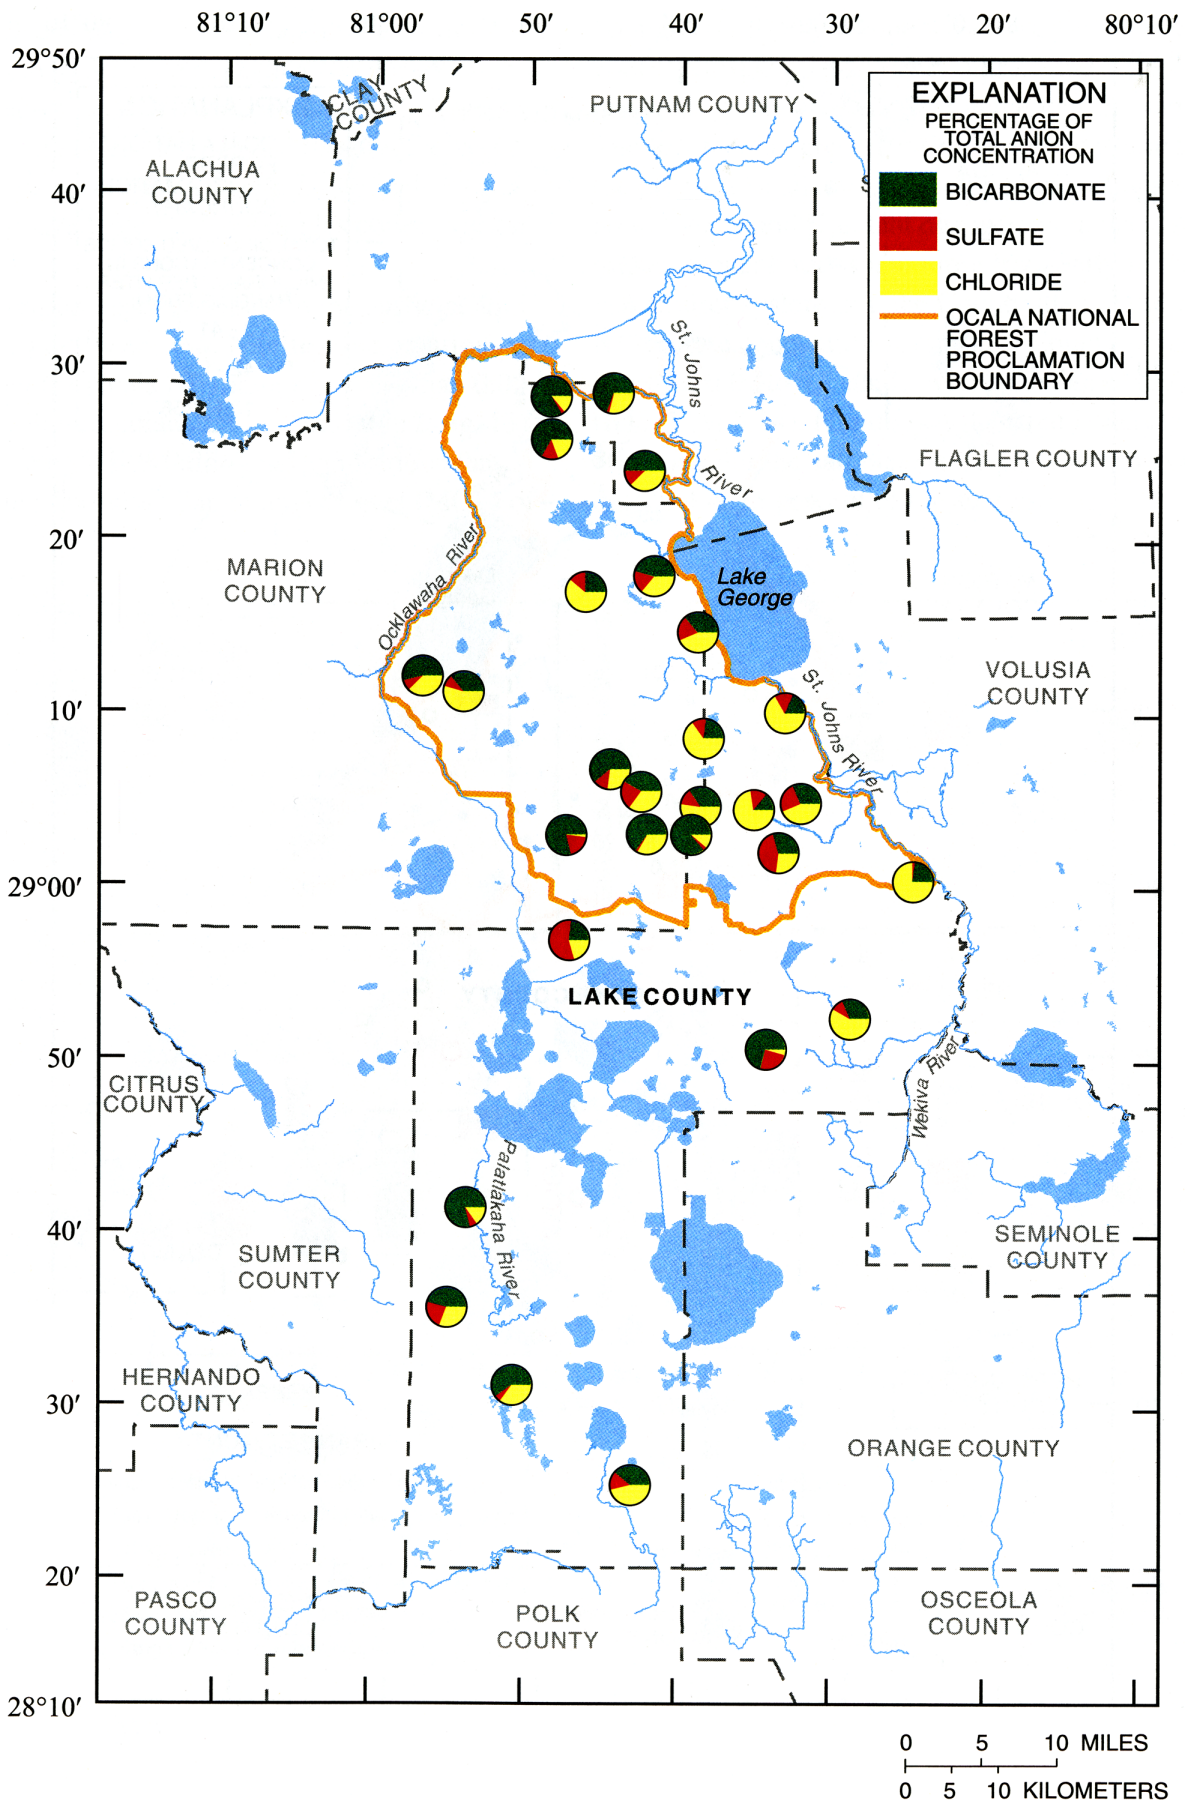 81°10′ 81°00′ 50′ 40′ 30′ 20′ 80°10′
29°50′
CLAY
COUNTY
PUTNAM COUNTY
EXPLANATION
PERCENTAGE OF
TOTAL ANION
CONCENTRATION
BICARBONATE
SULFATE
CHLORIDE
OCALA NATIONAL
FOREST
PROCLAMATION
BOUNDARY
ALACHUA
COUNTY
40′
St. Johns
River
30′
FLAGLER COUNTY
20′
MARION
COUNTY
Ocklawaha River
Lake
George
VOLUSIA
COUNTY
St. Johns River
10′
29°00′
LAKE COUNTY
50′
CITRUS
COUNTY
Wekiva River
Palatlakaha River
40′
SUMTER
COUNTY
SEMINOLE
COUNTY
HERNANDO
COUNTY
30′
ORANGE COUNTY
20′
PASCO
COUNTY
POLK
COUNTY
OSCEOLA
COUNTY
28°10′
0 5 10 MILES
0 5 10 KILOMETERS